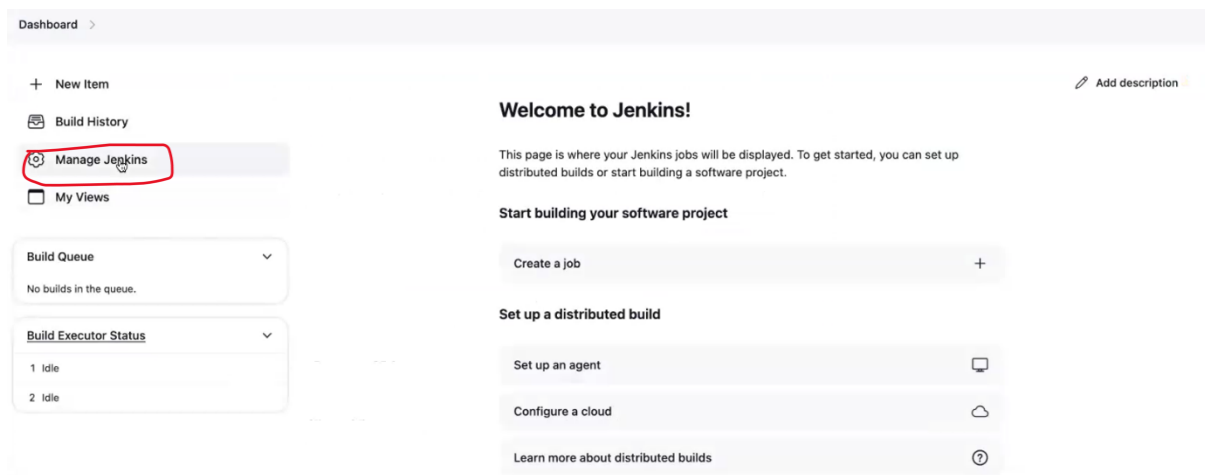 Dashboard
New Item
Build History
Manage Jenkins
My Views
Build Queue
No builds in the queue.
Build Executor Status
1 Idle
2 Idle
Add description
Welcome to Jenkins!
This page is where your Jenkins jobs will be displayed. To get started, you can set up
distributed builds or start building a software project.
Start building your software project
Create a job
Set up a distributed build
Set up an agent
Configure a cloud
Learn more about distributed builds